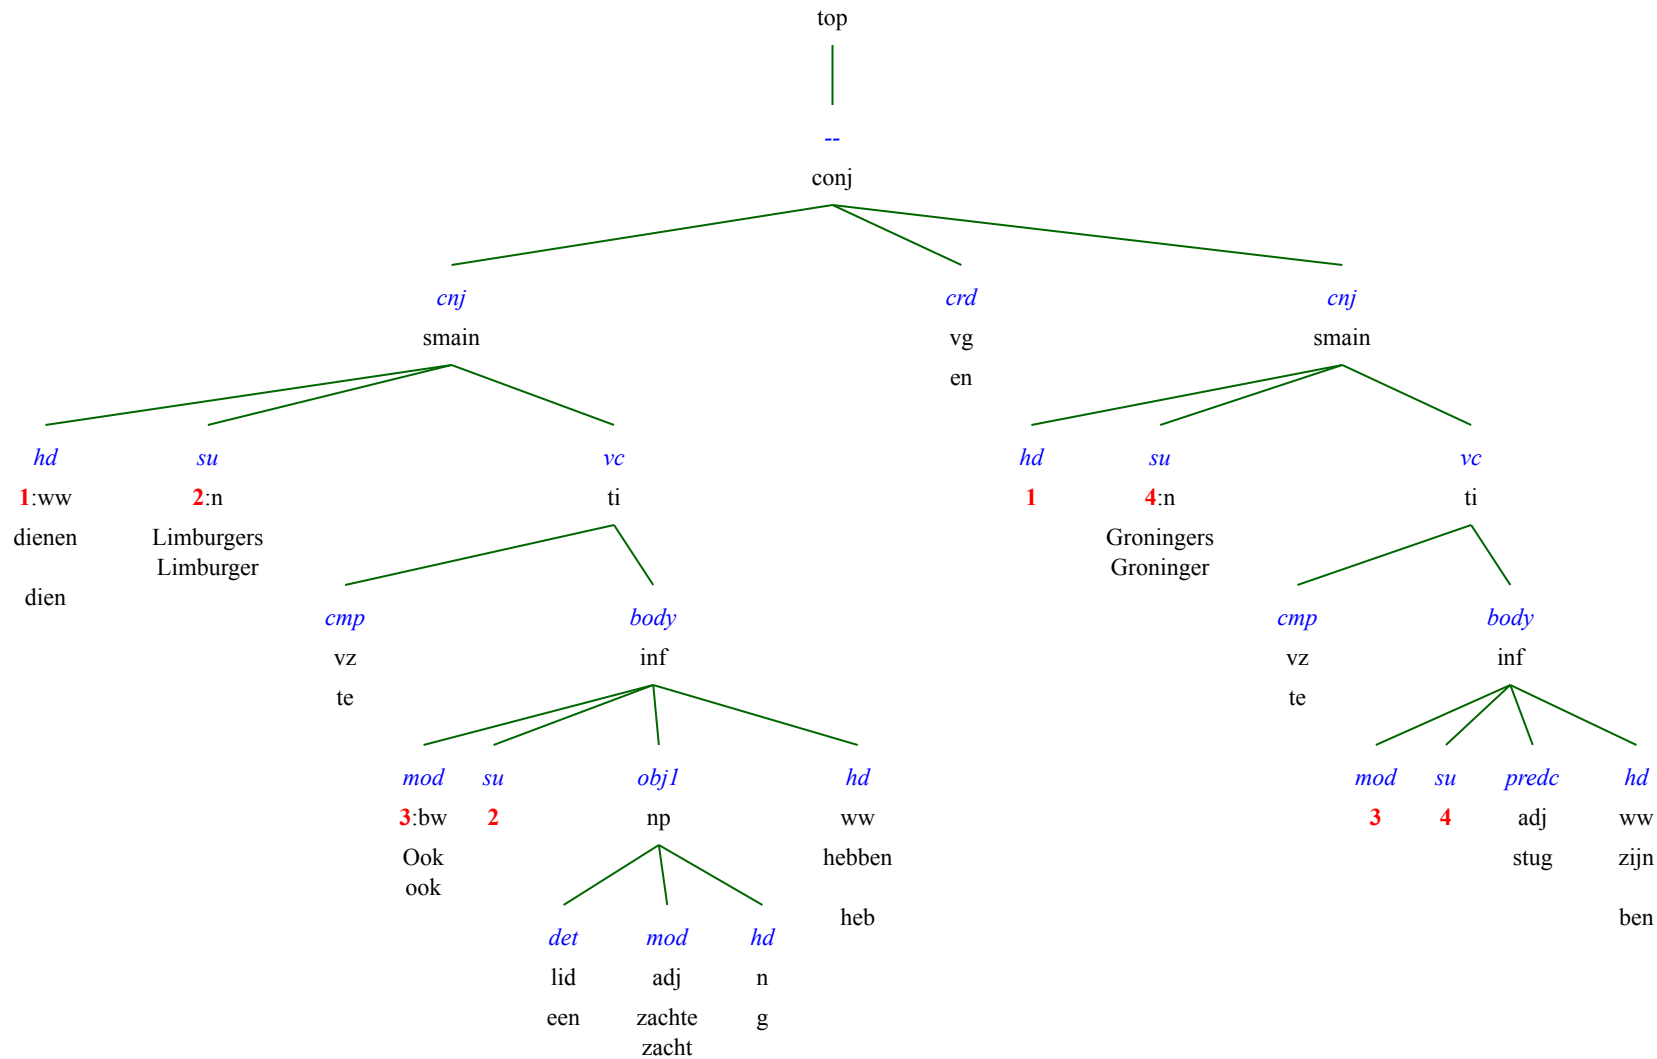 top
--
conj
cnj crd cnj
smain vg smain
en
hd su vc hd su vc
1:ww 2:n ti 1 4:n ti
dienen Limburgers Groningers
Limburger Groninger
dien
cmp body cmp body
vz inf vz inf
te te
mod su obj1 hd mod su predc hd
3:bw 2 np ww 3 4 adj ww
Ook hebben stug zijn
ook
heb ben
det mod hd
lid adj n
een zachte g
zacht